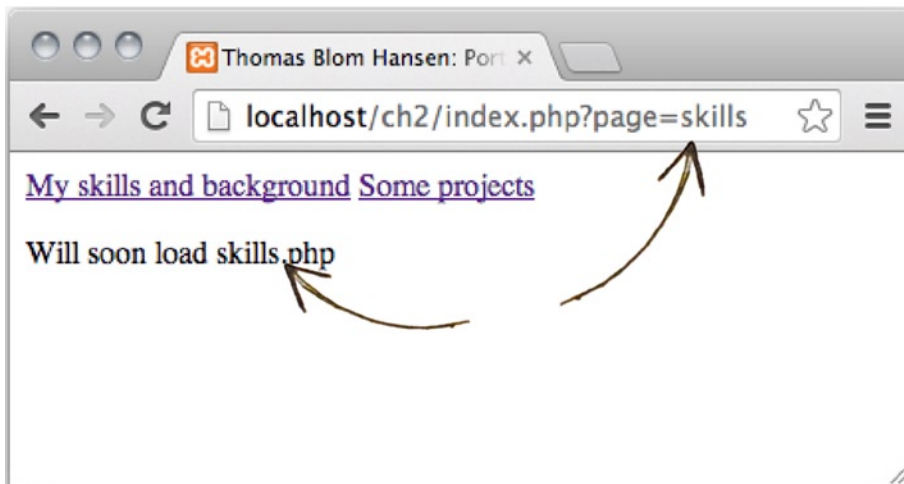 Thomas Blom Hansen: Port
localhost/ch2/index.php?page=skills
My skills and background Some projects
Will soon load skills.php